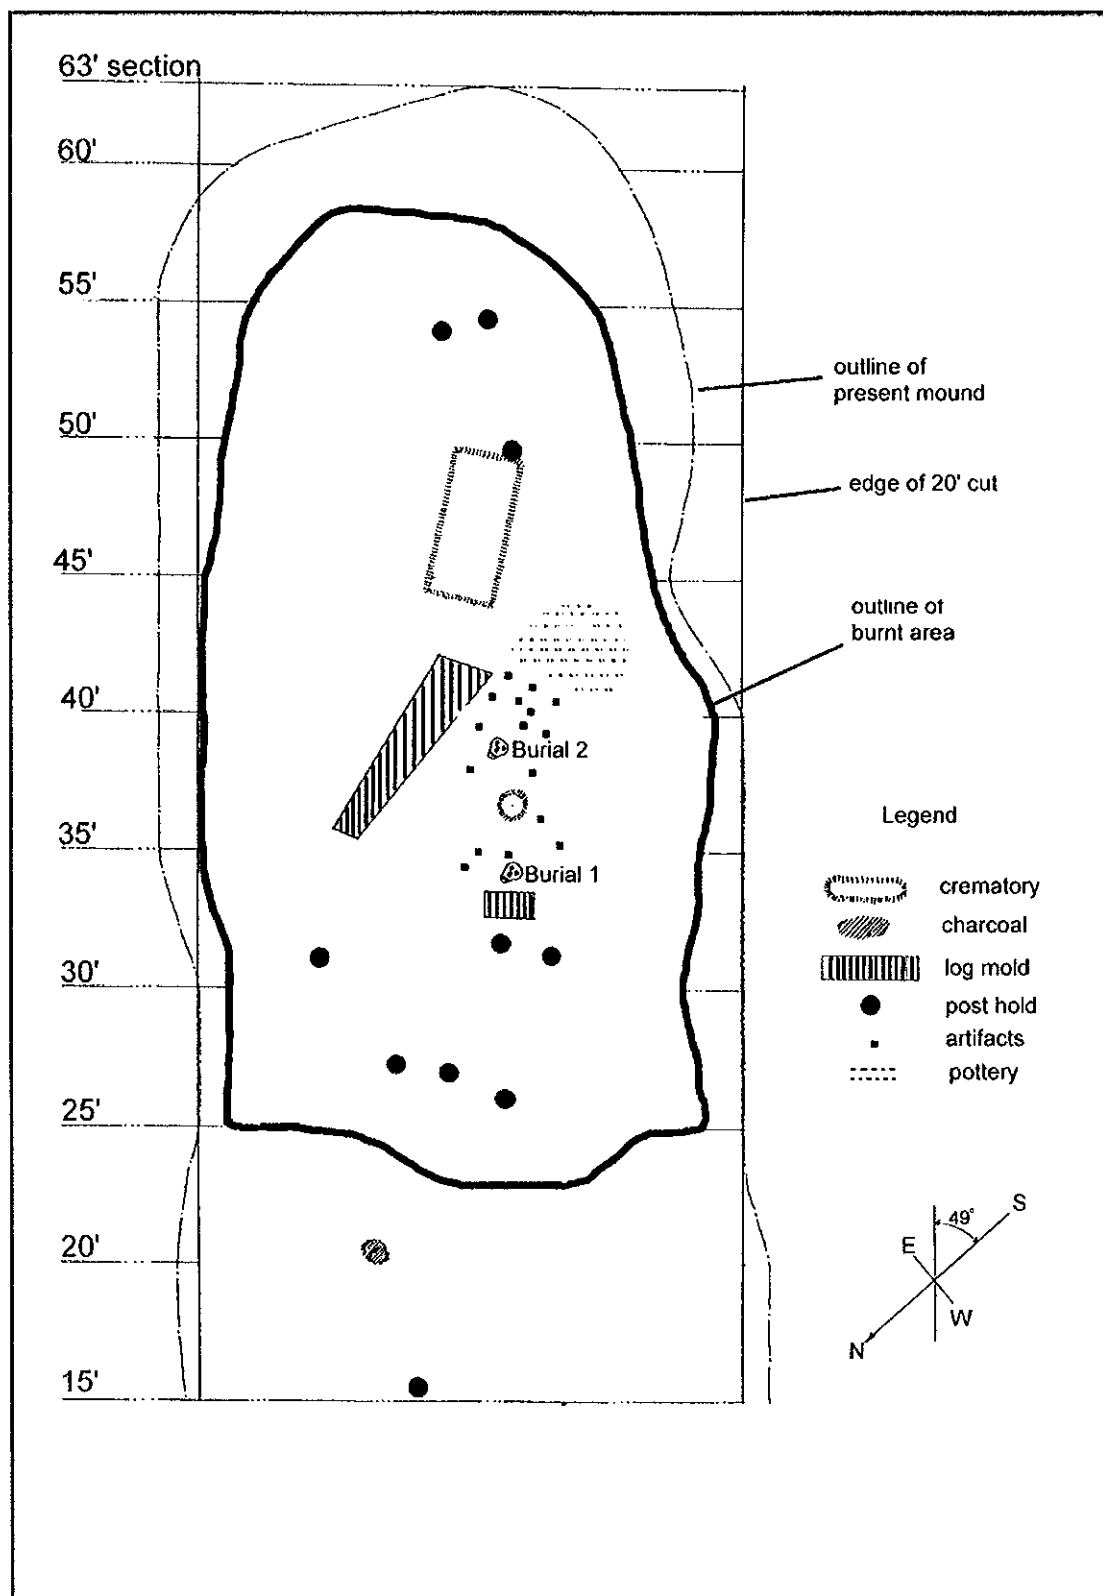 63' section
60'
55'
50'
45'
40'
35'
30'
25'
20'
15'
outline of
present mound
edge of 20' cut
outline of
burnt area
Burial 2
Burial 1
Legend
crematory
charcoal
log mold
post hold
artifacts
pottery
49°
S
E
W
N